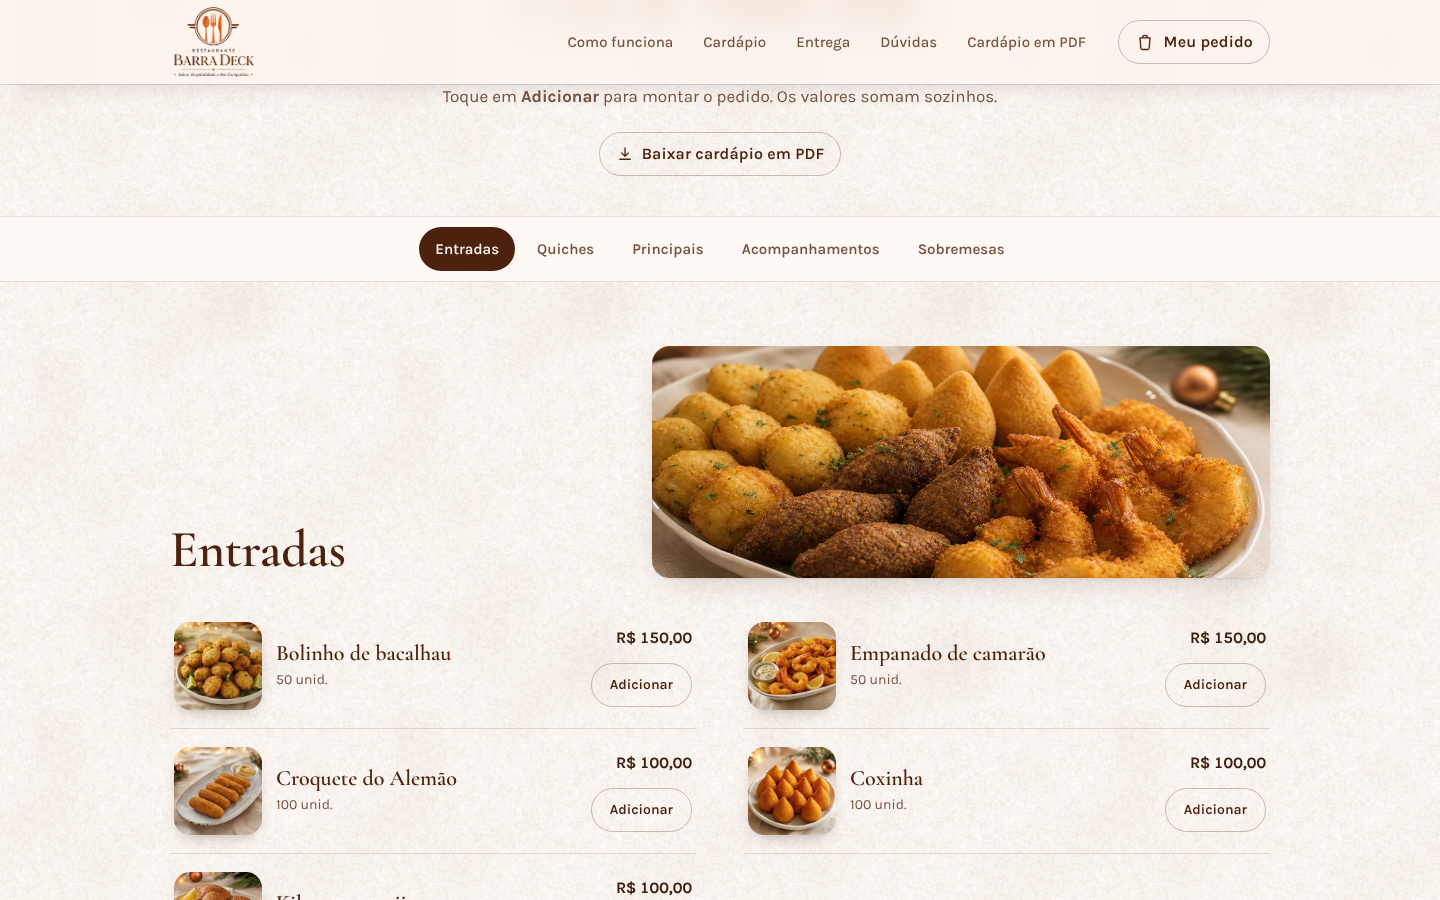 RESTAURANTE
BARRA DECK
Como funciona
Cardápio
Entrega
Dúvidas
Cardápio em PDF
Meu pedido
Toque em Adicionar para montar o pedido. Os valores somam sozinhos.
Baixar cardápio em PDF
Entradas
Quiches
Principais
Acompanhamentos
Sobremesas
Entradas
Bolinho de bacalhau
50 unid.
R$ 150,00
Adicionar
Empanado de camarão
50 unid.
R$ 150,00
Adicionar
Croquete do Alemão
100 unid.
R$ 100,00
Adicionar
Coxinha
100 unid.
R$ 100,00
Adicionar
R$ 100,00